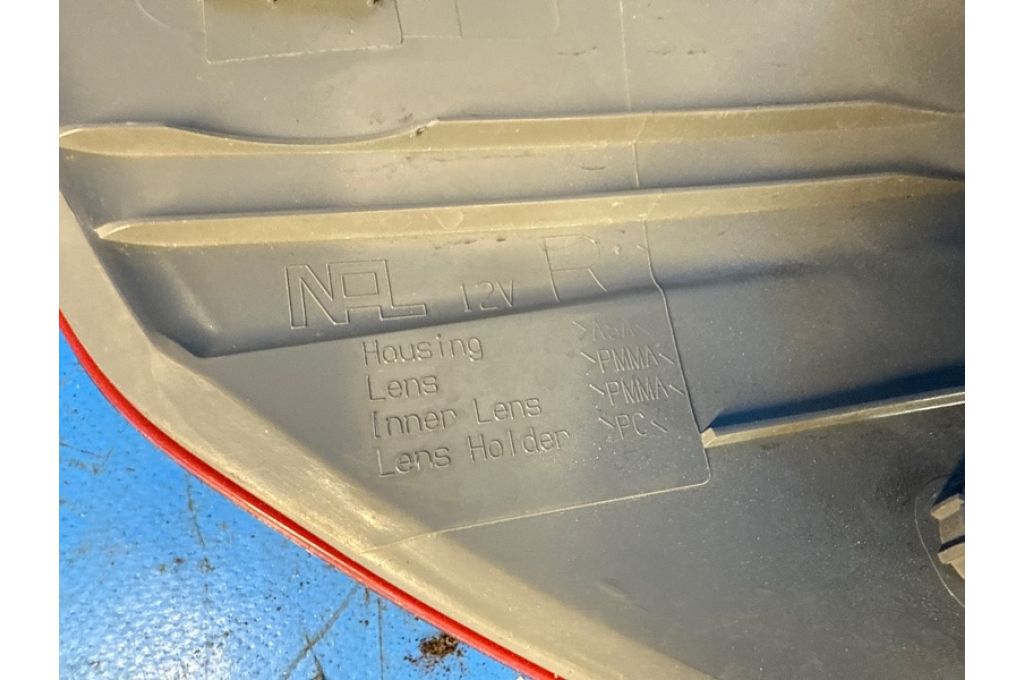 NAL 12V R
Housing >ASA<
Lens >PMMA<
Inner Lens >PMMA<
Lens Holder >PC<